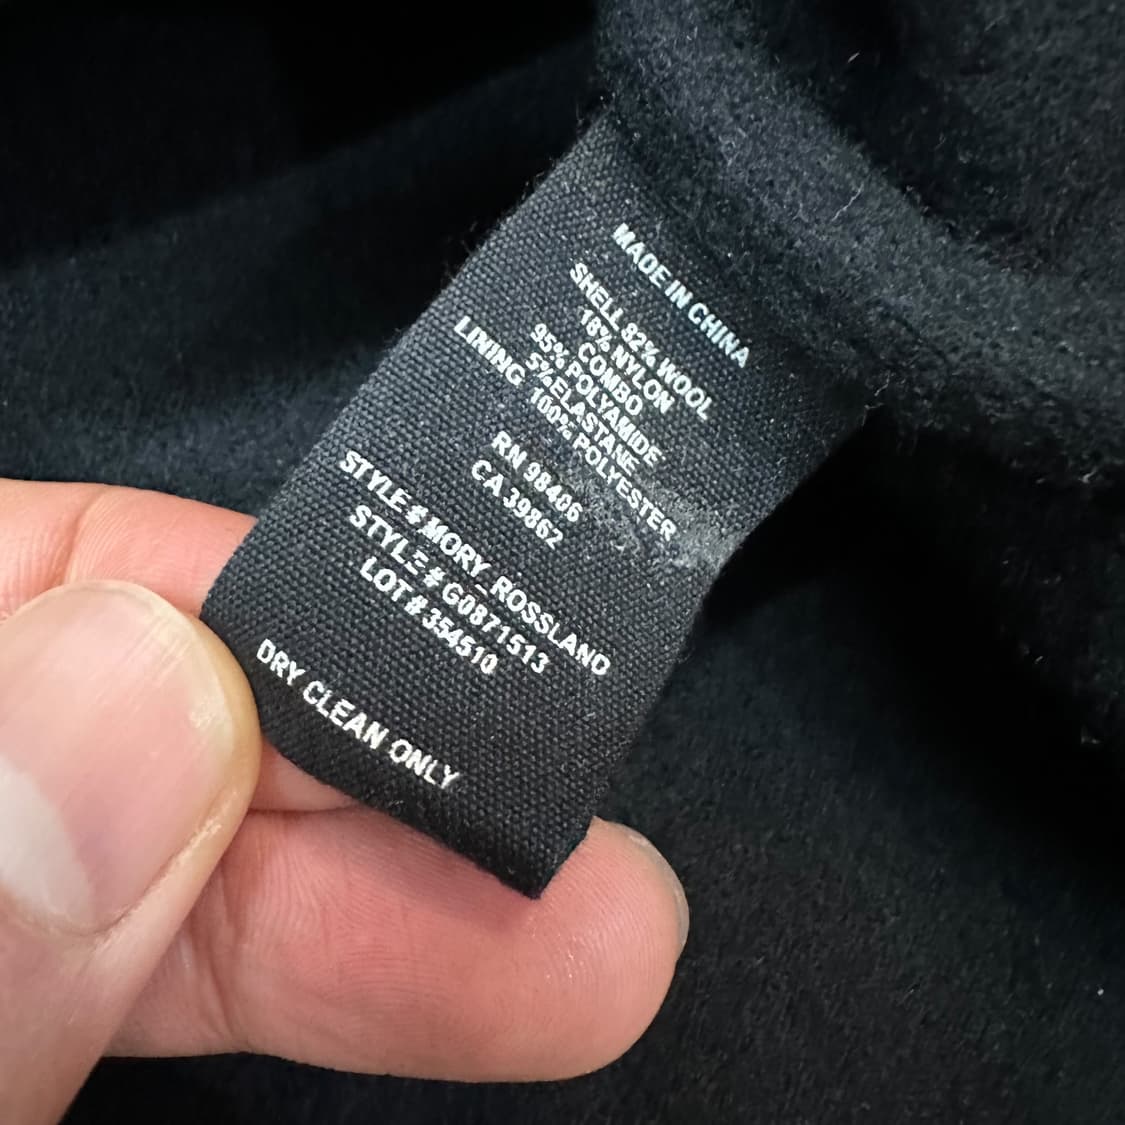 MADE IN CHINA
SHELL 82% WOOL
18% NYLON
COMBO
95% POLYAMIDE
5%ELASTANE
LINING 100% POLYESTER
RN 98406
CA 39862
STYLE # MORY_ROSSLAND
STYLE # G0871513
LOT # 354510
DRY CLEAN ONLY